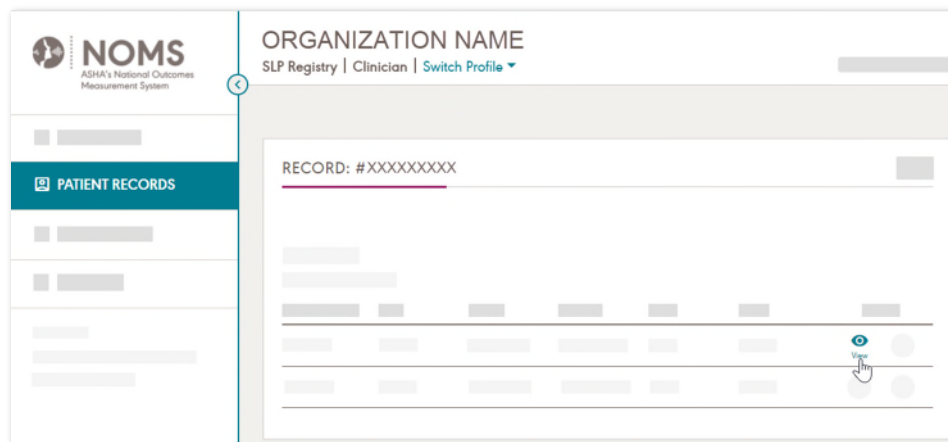 NOMS
ASHA's National Outcomes
Measurement System
ORGANIZATION NAME
SLP Registry | Clinician | Switch Profile
PATIENT RECORDS
RECORD: #XXXXXXXXX
View